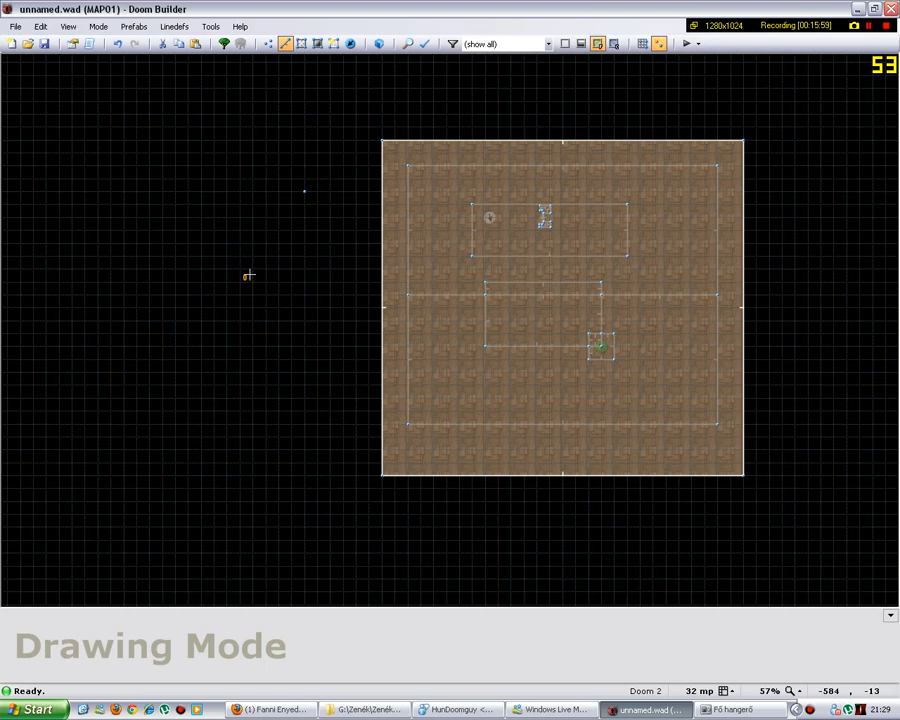 unnamed.wad (MAP01) - Doom Builder
File Edit View Mode Prefabs Linedefs Tools Help
1280x1024 Recording [00:15:59]
(show all)
53
Drawing Mode
Ready. Doom 2 32 mp 57% -584 , -13
Start (1) Fanni Enyed... G:\Zenék\Zenék... HunDoomguy <... Windows Live M... unnamed.wad (... Fő hangerő 21:29